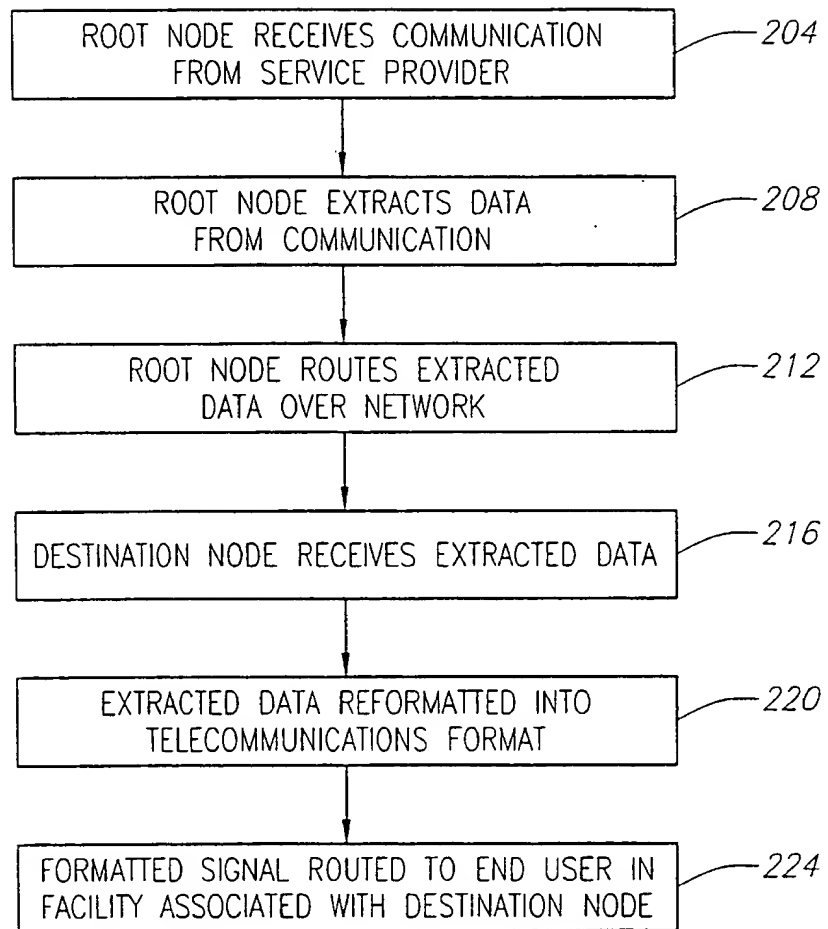 ROOT NODE RECEIVES COMMUNICATION
FROM SERVICE PROVIDER
204
ROOT NODE EXTRACTS DATA
FROM COMMUNICATION
208
ROOT NODE ROUTES EXTRACTED
DATA OVER NETWORK
212
DESTINATION NODE RECEIVES EXTRACTED DATA
216
EXTRACTED DATA REFORMATTED INTO
TELECOMMUNICATIONS FORMAT
220
FORMATTED SIGNAL ROUTED TO END USER IN
FACILITY ASSOCIATED WITH DESTINATION NODE
224